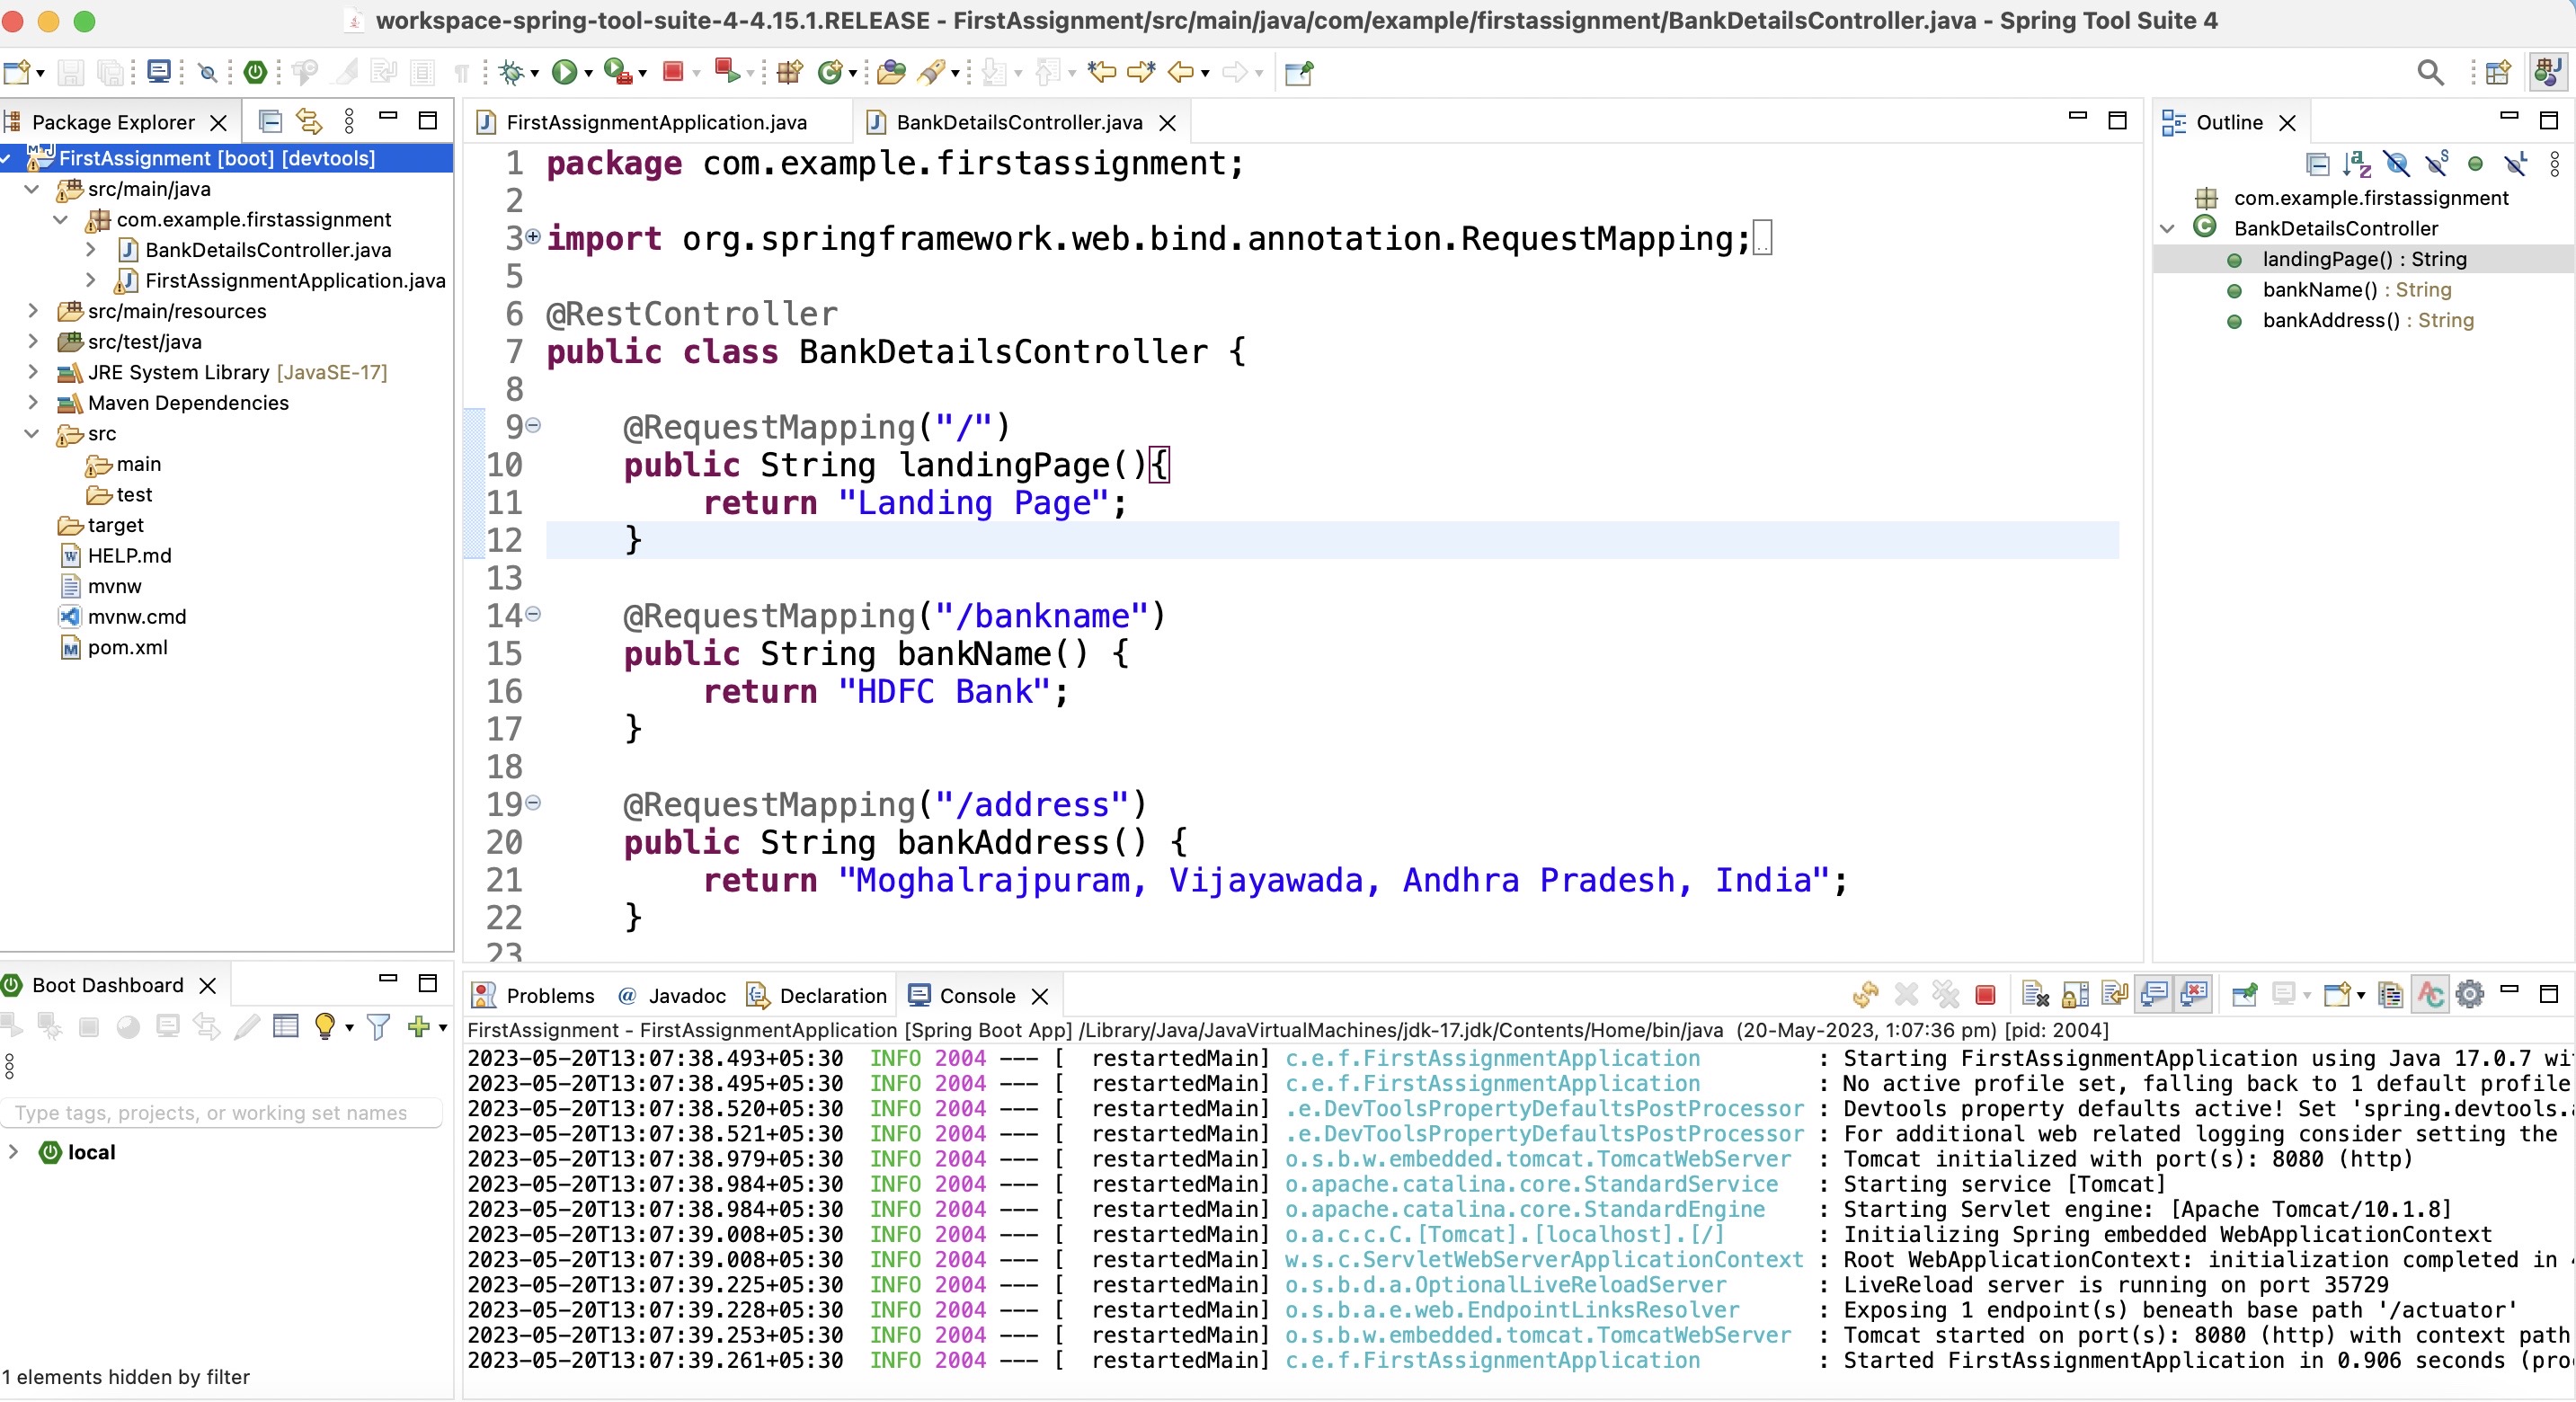 workspace-spring-tool-suite-4-4.15.1.RELEASE - FirstAssignment/src/main/java/com/example/firstassignment/BankDetailsController.java - Spring Tool Suite 4
Package Explorer
FirstAssignment [boot] [devtools]
src/main/java
com.example.firstassignment
BankDetailsController.java
FirstAssignmentApplication.java
src/main/resources
src/test/java
JRE System Library [JavaSE-17]
Maven Dependencies
src
main
test
target
HELP.md
mvnw
mvnw.cmd
pom.xml
FirstAssignmentApplication.java
BankDetailsController.java
1 package com.example.firstassignment;
2
3 import org.springframework.web.bind.annotation.RequestMapping;
5
6 @RestController
7 public class BankDetailsController {
8
9 @RequestMapping("/")
10 public String landingPage(){
11 return "Landing Page";
12 }
13
14 @RequestMapping("/bankname")
15 public String bankName() {
16 return "HDFC Bank";
17 }
18
19 @RequestMapping("/address")
20 public String bankAddress() {
21 return "Moghalrajpuram, Vijayawada, Andhra Pradesh, India";
22 }
23
Outline
com.example.firstassignment
BankDetailsController
landingPage() : String
bankName() : String
bankAddress() : String
Boot Dashboard
Type tags, projects, or working set names
local
1 elements hidden by filter
Problems
@ Javadoc
Declaration
Console
FirstAssignment - FirstAssignmentApplication [Spring Boot App] /Library/Java/JavaVirtualMachines/jdk-17.jdk/Contents/Home/bin/java (20-May-2023, 1:07:36 pm) [pid: 2004]
2023-05-20T13:07:38.493+05:30 INFO 2004 --- [ restartedMain] c.e.f.FirstAssignmentApplication : Starting FirstAssignmentApplication using Java 17.0.7 wi
2023-05-20T13:07:38.495+05:30 INFO 2004 --- [ restartedMain] c.e.f.FirstAssignmentApplication : No active profile set, falling back to 1 default profile
2023-05-20T13:07:38.520+05:30 INFO 2004 --- [ restartedMain] .e.DevToolsPropertyDefaultsPostProcessor : Devtools property defaults active! Set 'spring.devtools.
2023-05-20T13:07:38.521+05:30 INFO 2004 --- [ restartedMain] .e.DevToolsPropertyDefaultsPostProcessor : For additional web related logging consider setting the
2023-05-20T13:07:38.979+05:30 INFO 2004 --- [ restartedMain] o.s.b.w.embedded.tomcat.TomcatWebServer : Tomcat initialized with port(s): 8080 (http)
2023-05-20T13:07:38.984+05:30 INFO 2004 --- [ restartedMain] o.apache.catalina.core.StandardService : Starting service [Tomcat]
2023-05-20T13:07:38.984+05:30 INFO 2004 --- [ restartedMain] o.apache.catalina.core.StandardEngine : Starting Servlet engine: [Apache Tomcat/10.1.8]
2023-05-20T13:07:39.008+05:30 INFO 2004 --- [ restartedMain] o.a.c.c.C.[Tomcat].[localhost].[/] : Initializing Spring embedded WebApplicationContext
2023-05-20T13:07:39.008+05:30 INFO 2004 --- [ restartedMain] w.s.c.ServletWebServerApplicationContext : Root WebApplicationContext: initialization completed in
2023-05-20T13:07:39.225+05:30 INFO 2004 --- [ restartedMain] o.s.b.d.a.OptionalLiveReloadServer : LiveReload server is running on port 35729
2023-05-20T13:07:39.228+05:30 INFO 2004 --- [ restartedMain] o.s.b.a.e.web.EndpointLinksResolver : Exposing 1 endpoint(s) beneath base path '/actuator'
2023-05-20T13:07:39.253+05:30 INFO 2004 --- [ restartedMain] o.s.b.w.embedded.tomcat.TomcatWebServer : Tomcat started on port(s): 8080 (http) with context path
2023-05-20T13:07:39.261+05:30 INFO 2004 --- [ restartedMain] c.e.f.FirstAssignmentApplication : Started FirstAssignmentApplication in 0.906 seconds (pro